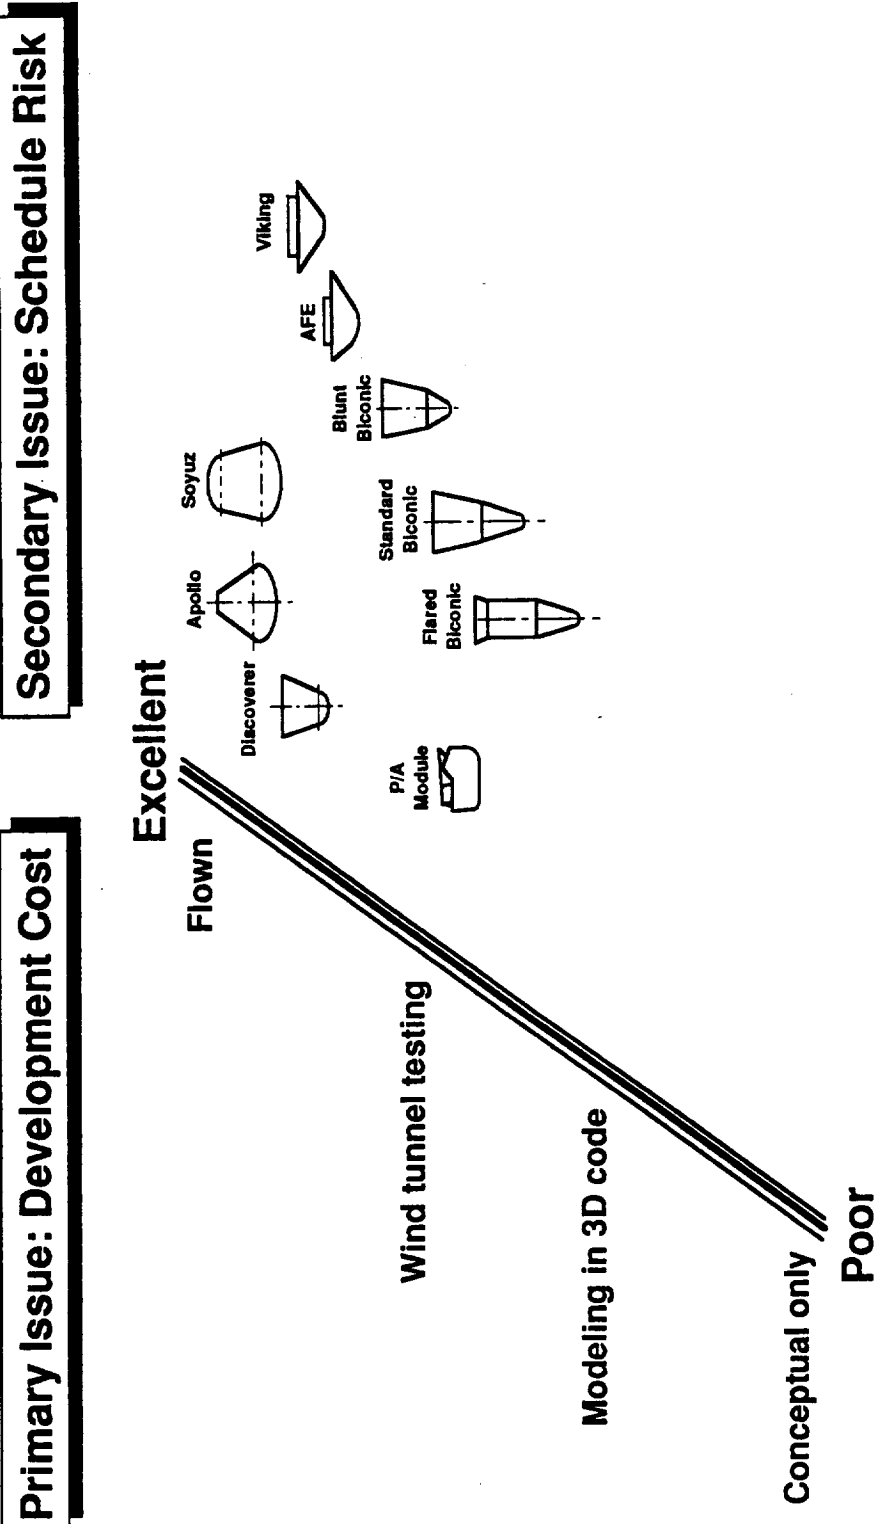 Primary Issue: Development Cost
Secondary Issue: Schedule Risk
Excellent
Flown
Wind tunnel testing
Modeling in 3D code
Conceptual only
Poor
Discoverer
Apollo
Soyuz
Viking
AFE
Blunt
Biconic
Standard
Biconic
Flared
Biconic
P/A
Module